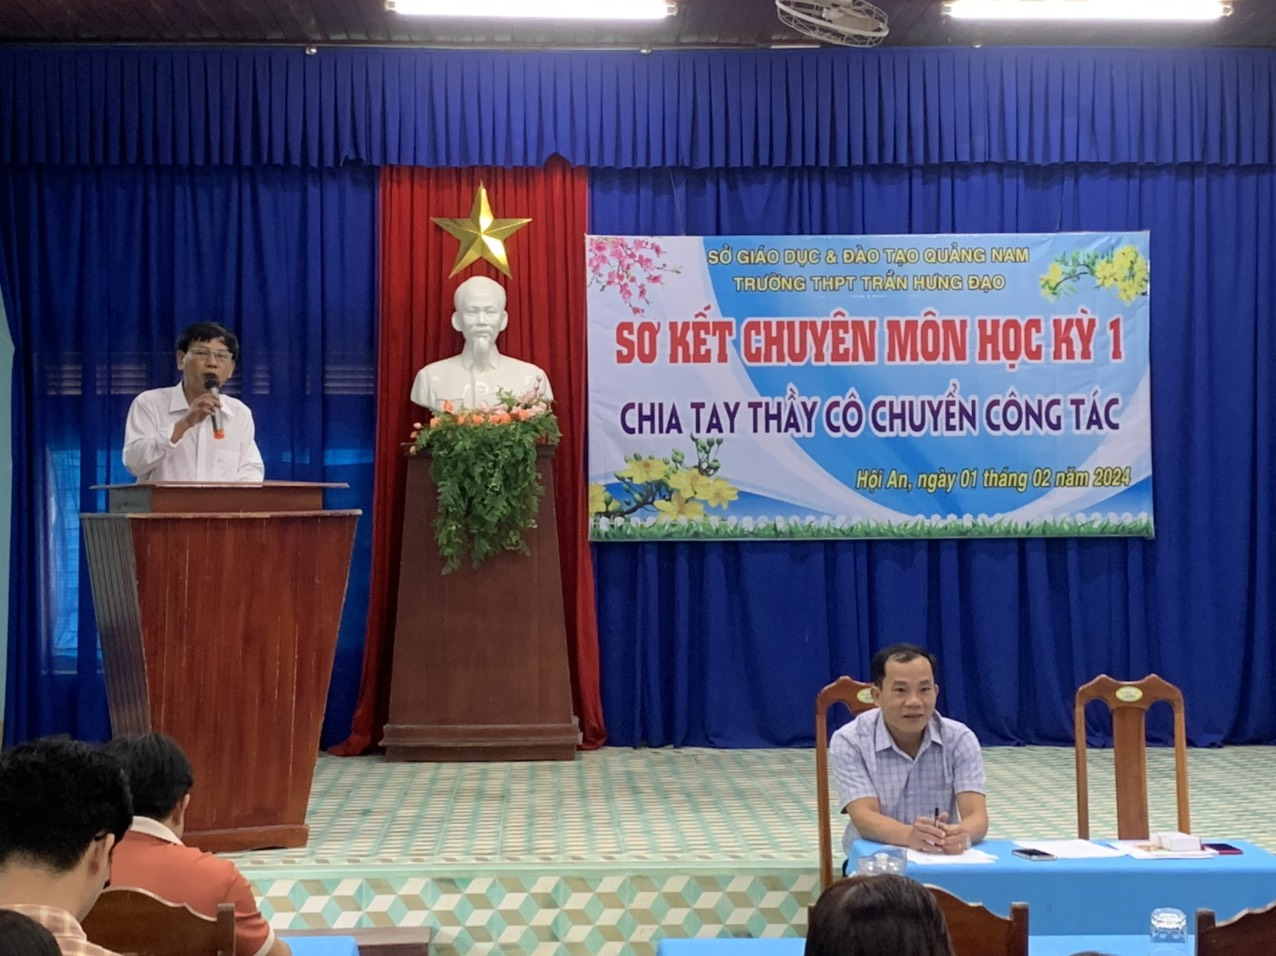 SỞ GIÁO DỤC & ĐÀO TẠO QUẢNG NAM
TRƯỜNG THPT TRẦN HƯNG ĐẠO
SƠ KẾT CHUYÊN MÔN HỌC KỲ 1
CHIA TAY THẦY CÔ CHUYỂN CÔNG TÁC
Hội An, ngày 01 tháng 02 năm 2024